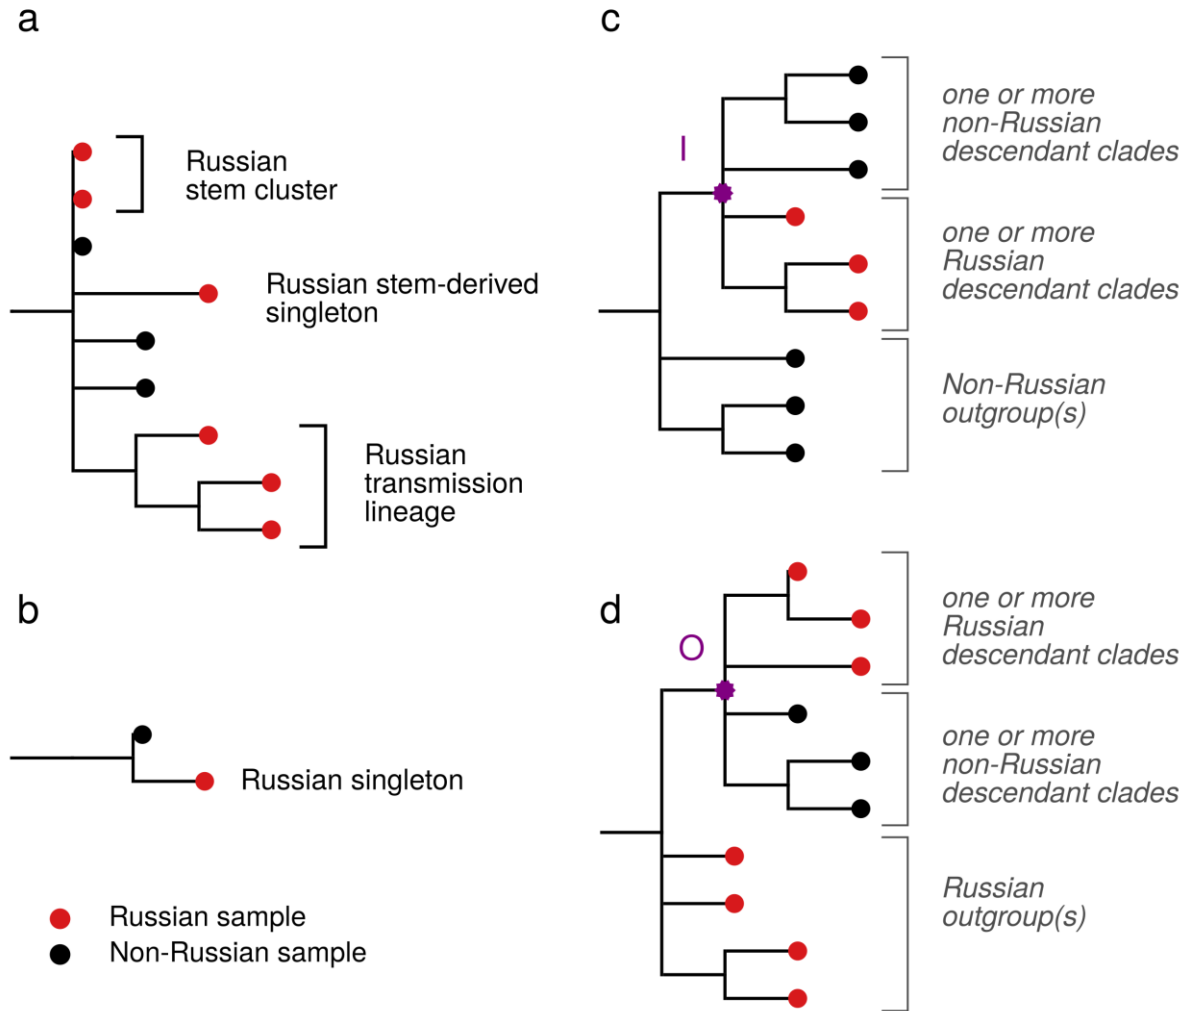 a
Russian
stem cluster
Russian stem-derived
singleton
Russian
transmission
lineage
b
Russian singleton
Russian sample
Non-Russian sample
c
I
one or more
non-Russian
descendant clades
one or more
Russian
descendant clades
Non-Russian
outgroup(s)
d
O
one or more
Russian
descendant clades
one or more
non-Russian
descendant clades
Russian
outgroup(s)